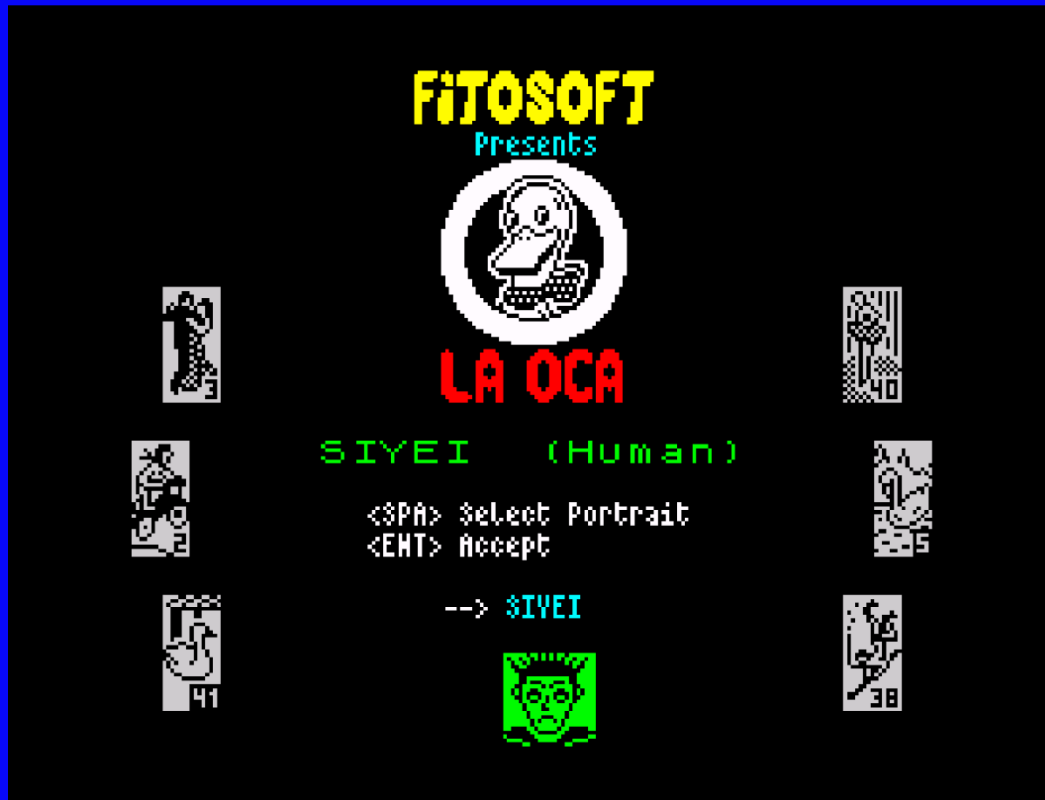 FiTOSOFT
Presents
LA OCA
3
40
SIYEI (Human)
<SPA> Select Portrait
2
5
<ENT> Accept
--> SIYEI
41
38